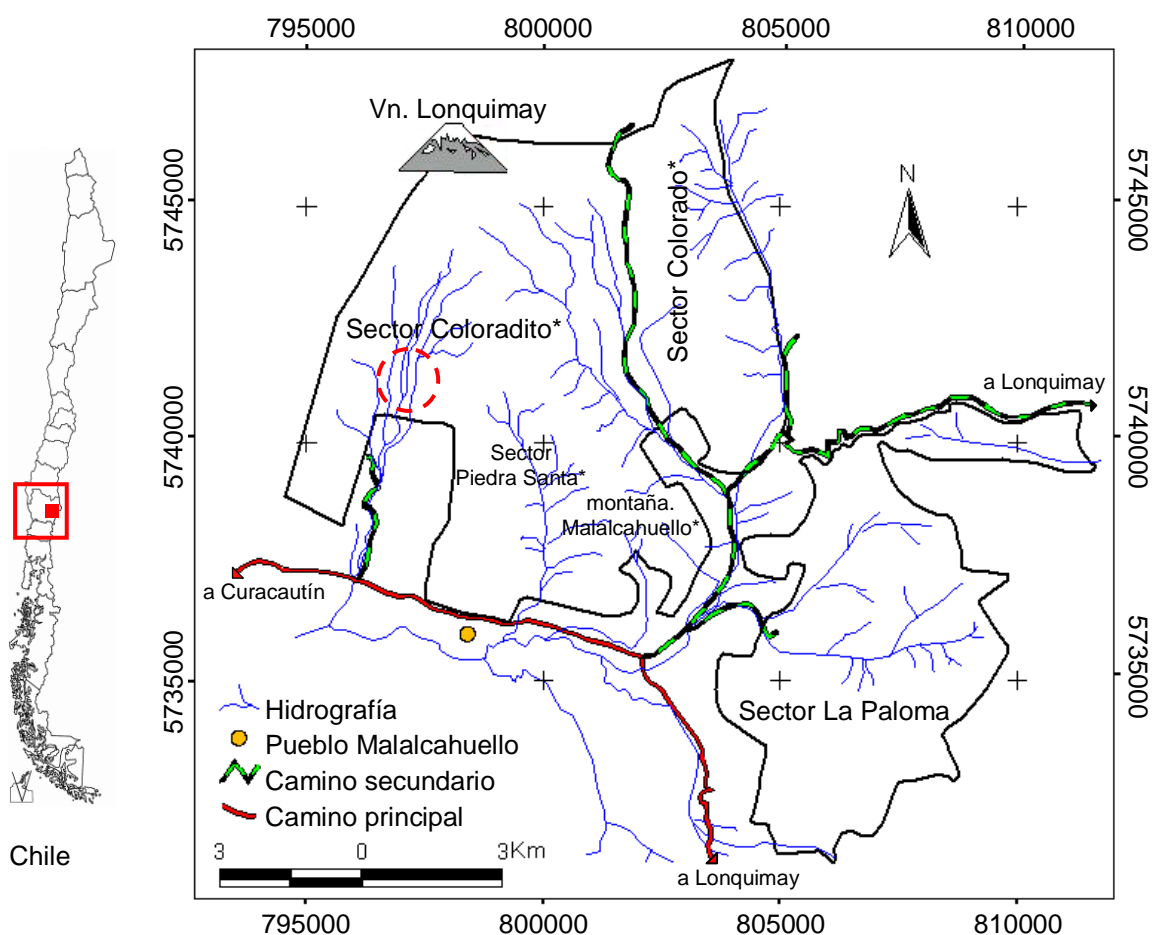 795000 800000 805000 810000
Vn. Lonquimay
5745000
5745000
N
Sector Colorado*
Sector Coloradito*
a Lonquimay
5740000
5740000
Sector
Piedra Santa*
montaña.
Malalcahuello*
a Curacautín
5735000
5735000
Sector La Paloma
Hidrografía
Pueblo Malalcahuello
Camino secundario
Camino principal
3 0 3Km
a Lonquimay
Chile
795000 800000 805000 810000